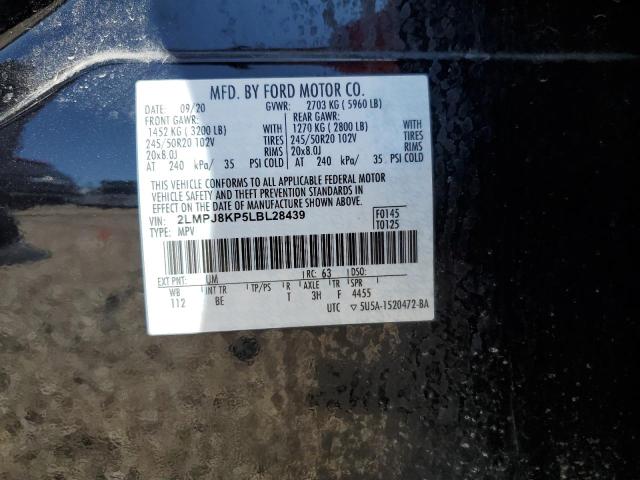 MFD. BY FORD MOTOR CO.
DATE: 09/20 GVWR: 2703 KG ( 5960 LB)
FRONT GAWR: REAR GAWR:
1452 KG ( 3200 LB) WITH 1270 KG ( 2800 LB) WITH
245/50R20 102V TIRES 245/50R20 102V TIRES
20x8.0J RIMS 20x8.0J RIMS
AT 240 kPa/ 35 PSI COLD AT 240 kPa/ 35 PSI COLD
THIS VEHICLE CONFORMS TO ALL APPLICABLE FEDERAL MOTOR
VEHICLE SAFETY AND THEFT PREVENTION STANDARDS IN
EFFECT ON THE DATE OF MANUFACTURE SHOWN ABOVE.
VIN: 2LMPJ8KP5LBL28439 F0145
TYPE: MPV T0125
EXT PNT: UM RC: 63 DSO:
WB INT TR TP/PS R AXLE TR SPR
112 BE T 3H F 4455
UTC ▽ 5U5A-1520472-BA